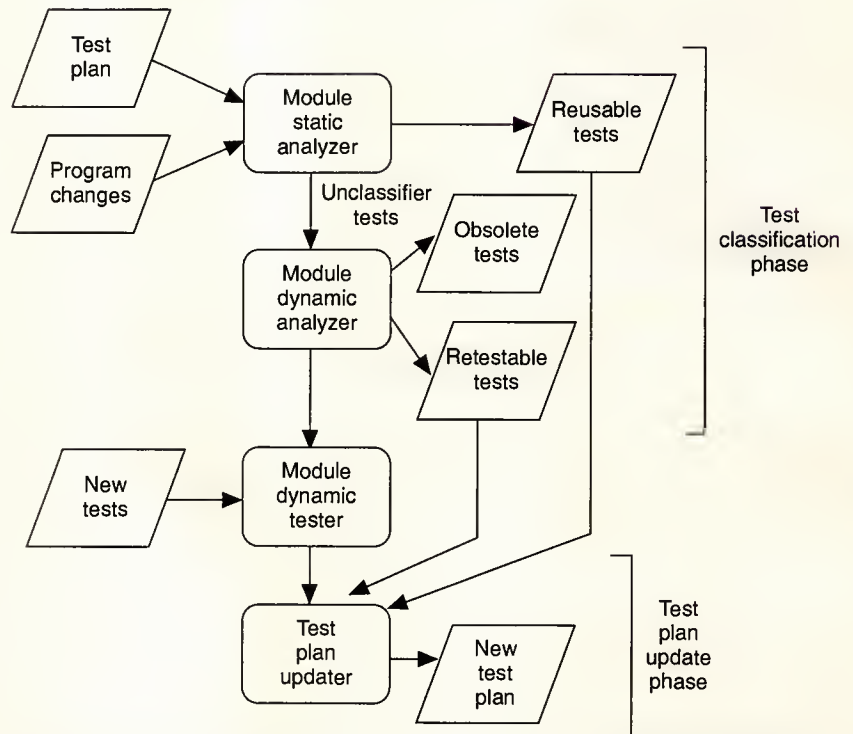 Test
plan
Program
changes
Module
static
analyzer
Reusable
tests
Unclassifier
tests
Obsolete
tests
Module
dynamic
analyzer
Retestable
tests
Test
classification
phase
New
tests
Module
dynamic
tester
Test
plan
updater
New
test
plan
Test
plan
update
phase